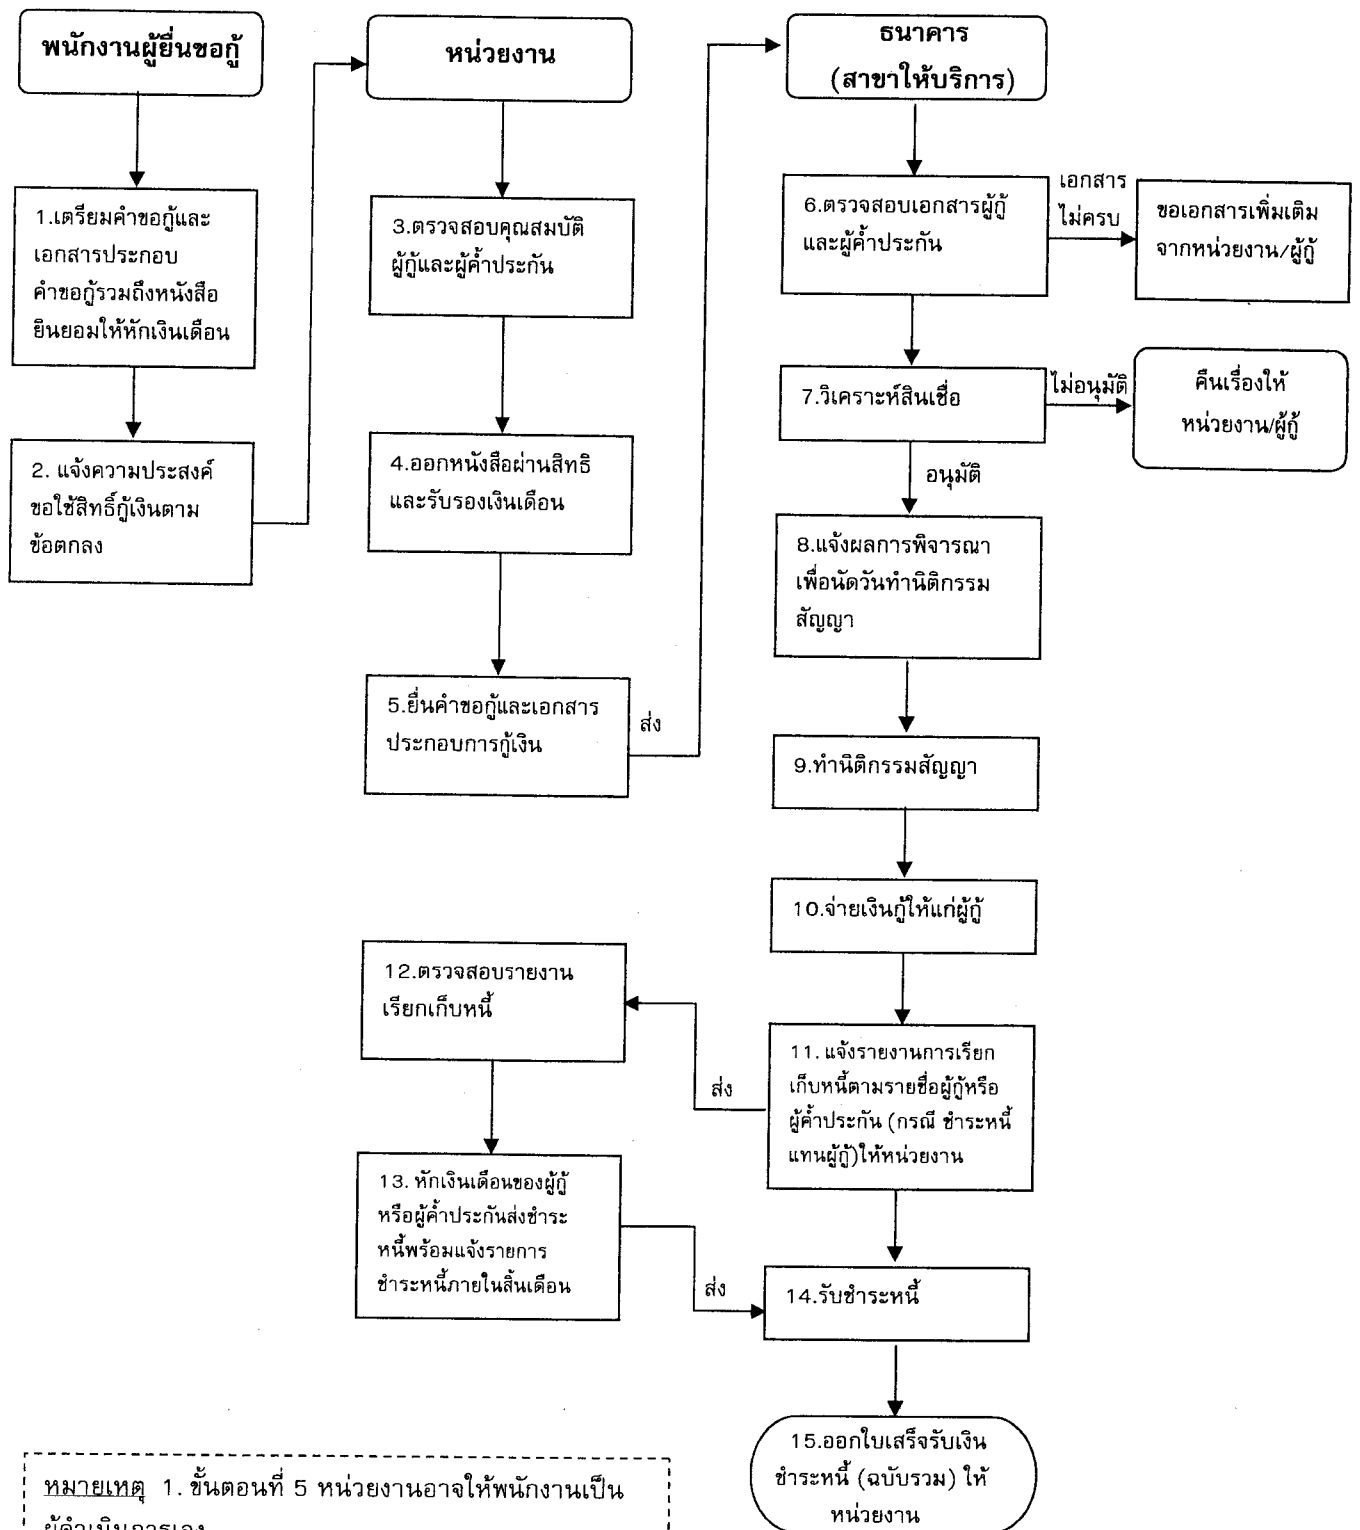 พนักงานผู้ยื่นขอกู้
1.เตรียมคำขอกู้และ
เอกสารประกอบ
คำขอกู้รวมถึงหนังสือ
ยินยอมให้หักเงินเดือน
2. แจ้งความประสงค์
ขอใช้สิทธิ์กู้เงินตาม
ข้อตกลง
หน่วยงาน
3.ตรวจสอบคุณสมบัติ
ผู้กู้และผู้ค้ำประกัน
4.ออกหนังสือผ่านสิทธิ
และรับรองเงินเดือน
5.ยื่นคำขอกู้และเอกสาร
ประกอบการกู้เงิน
ส่ง
ธนาคาร
(สาขาให้บริการ)
6.ตรวจสอบเอกสารผู้กู้
และผู้ค้ำประกัน
เอกสาร
ไม่ครบ
ขอเอกสารเพิ่มเติม
จากหน่วยงาน/ผู้กู้
7.วิเคราะห์สินเชื่อ
ไม่อนุมัติ
คืนเรื่องให้
หน่วยงาน/ผู้กู้
อนุมัติ
8.แจ้งผลการพิจารณา
เพื่อนัดวันทำนิติกรรม
สัญญา
9.ทำนิติกรรมสัญญา
10.จ่ายเงินกู้ให้แก่ผู้กู้
11. แจ้งรายงานการเรียก
เก็บหนี้ตามรายชื่อผู้กู้หรือ
ผู้ค้ำประกัน (กรณี ชำระหนี้
แทนผู้กู้)ให้หน่วยงาน
ส่ง
12.ตรวจสอบรายงาน
เรียกเก็บหนี้
13. หักเงินเดือนของผู้กู้
หรือผู้ค้ำประกันส่งชำระ
หนี้พร้อมแจ้งรายการ
ชำระหนี้ภายในสิ้นเดือน
ส่ง
14.รับชำระหนี้
15.ออกใบเสร็จรับเงิน
ชำระหนี้ (ฉบับรวม) ให้
หน่วยงาน
หมายเหตุ 1. ขั้นตอนที่ 5 หน่วยงานอาจให้พนักงานเป็น
ผู้ดำเนินการเอง